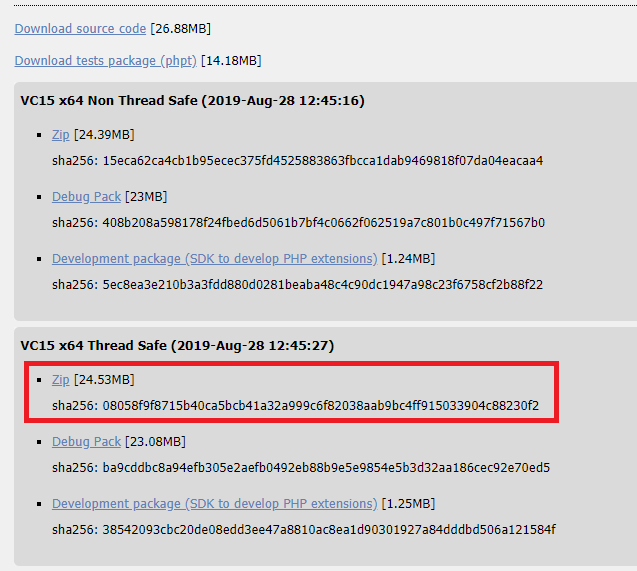 Download source code [26.88MB]
Download tests package (phpt) [14.18MB]
VC15 x64 Non Thread Safe (2019-Aug-28 12:45:16)
Zip [24.39MB]
sha256: 15eca62ca4cb1b95ecec375fd4525883863fbcca1dab9469818f07da04eacaa4
Debug Pack [23MB]
sha256: 408b208a598178f24fbed6d5061b7bf4c0662f062519a7c801b0c497f71567b0
Development package (SDK to develop PHP extensions) [1.24MB]
sha256: 5ec8ea3e210b3a3fdd880d0281beaba48c4c90dc1947a98c23f6758cf2b88f22
VC15 x64 Thread Safe (2019-Aug-28 12:45:27)
Zip [24.53MB]
sha256: 08058f9f8715b40ca5bcb41a32a999c6f82038aab9bc4ff915033904c88230f2
Debug Pack [23.08MB]
sha256: ba9cddbc8a94efb305e2aefb0492eb88b9e5e9854e5b3d32aa186cec92e70ed5
Development package (SDK to develop PHP extensions) [1.25MB]
sha256: 38542093cbc20de08edd3ee47a8810ac8ea1d90301927a84dddbd506a121584f